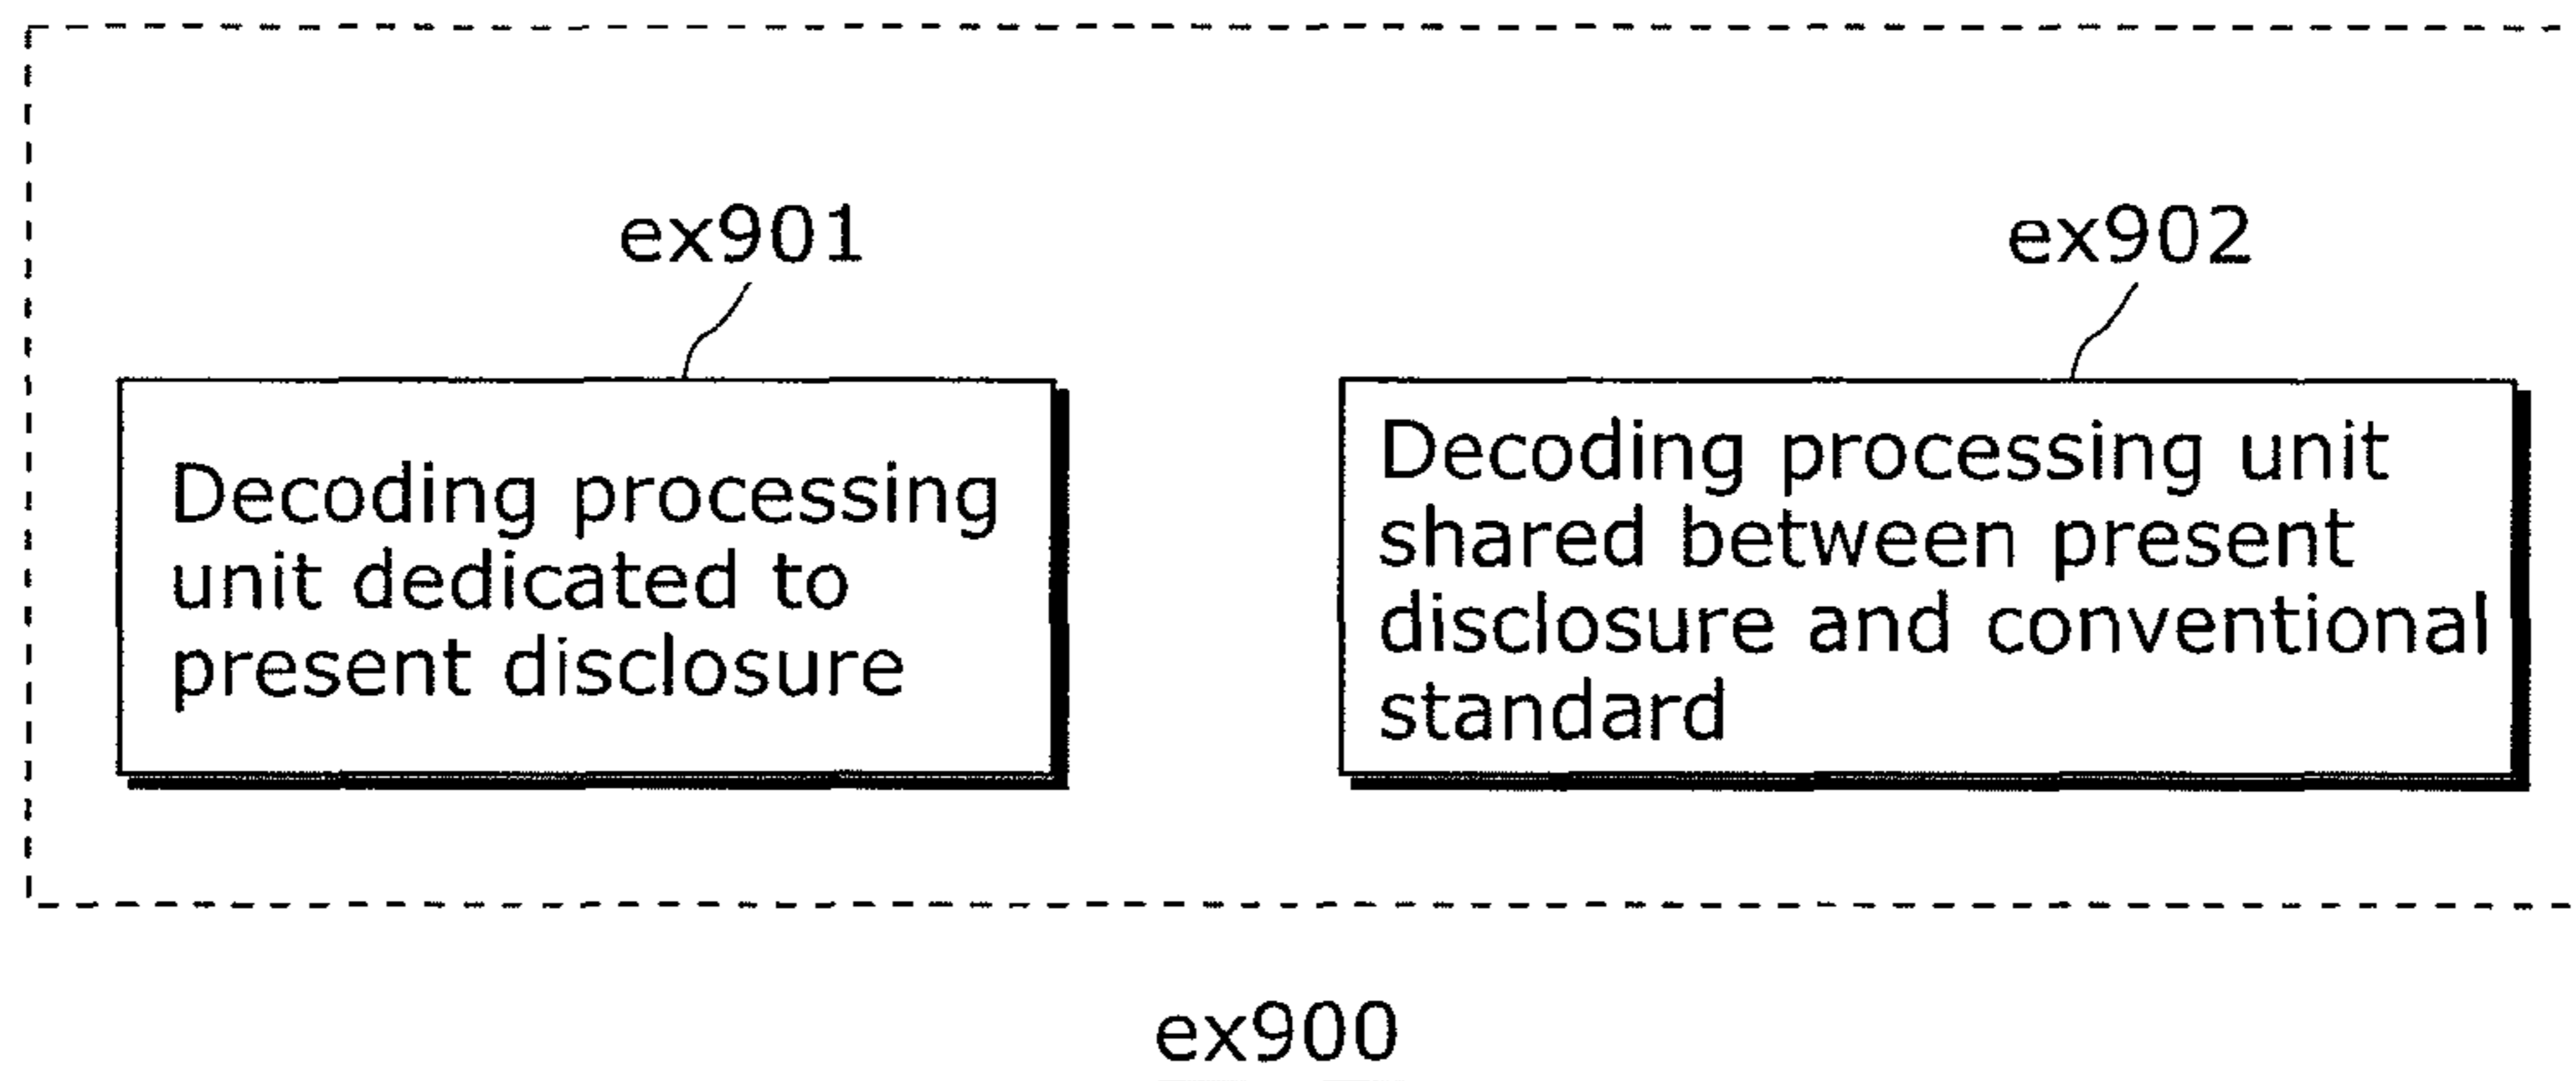 ex901
ex902
Decoding processing
unit dedicated to
present disclosure
Decoding processing unit
shared between present
disclosure and conventional
standard
ex900